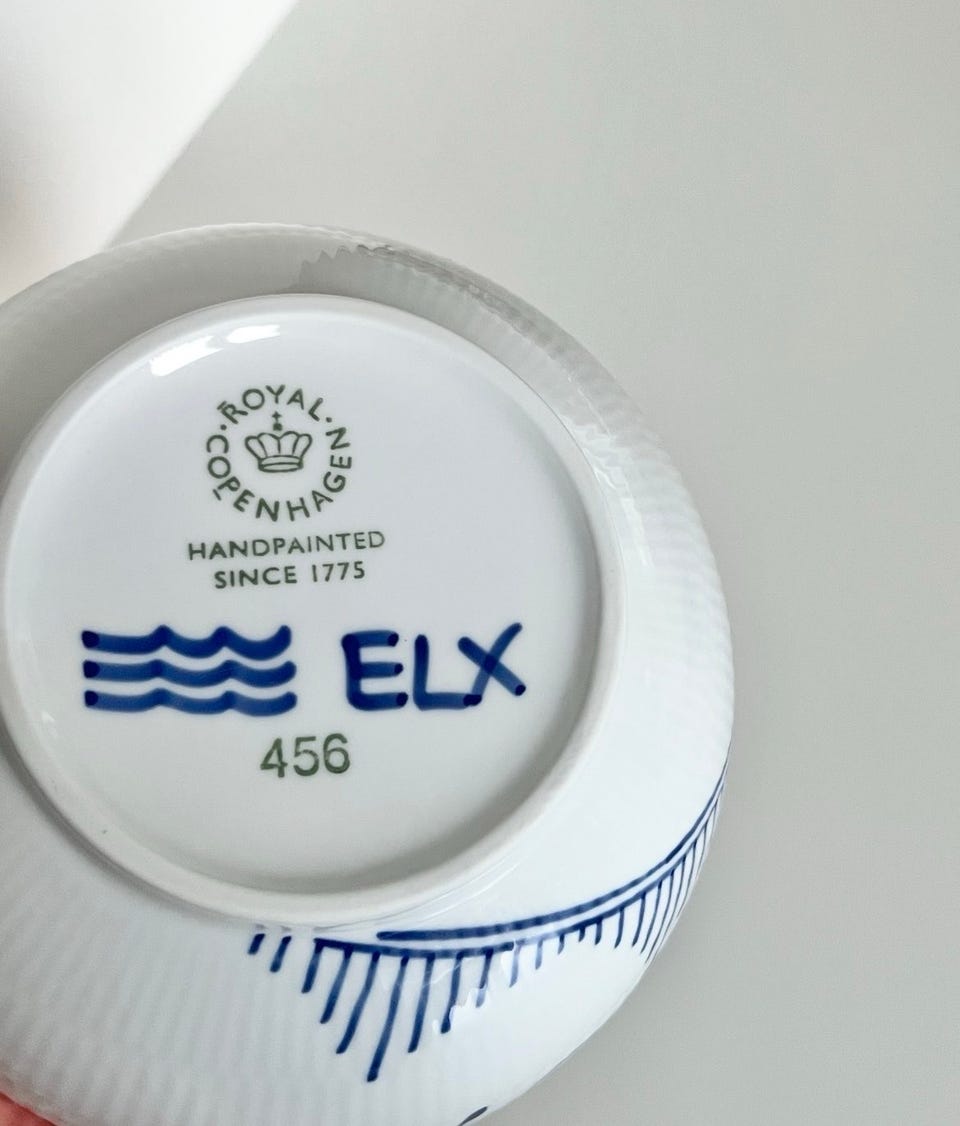 ROYAL
COPENHAGEN
HANDPAINTED
SINCE 1775
ELX
456